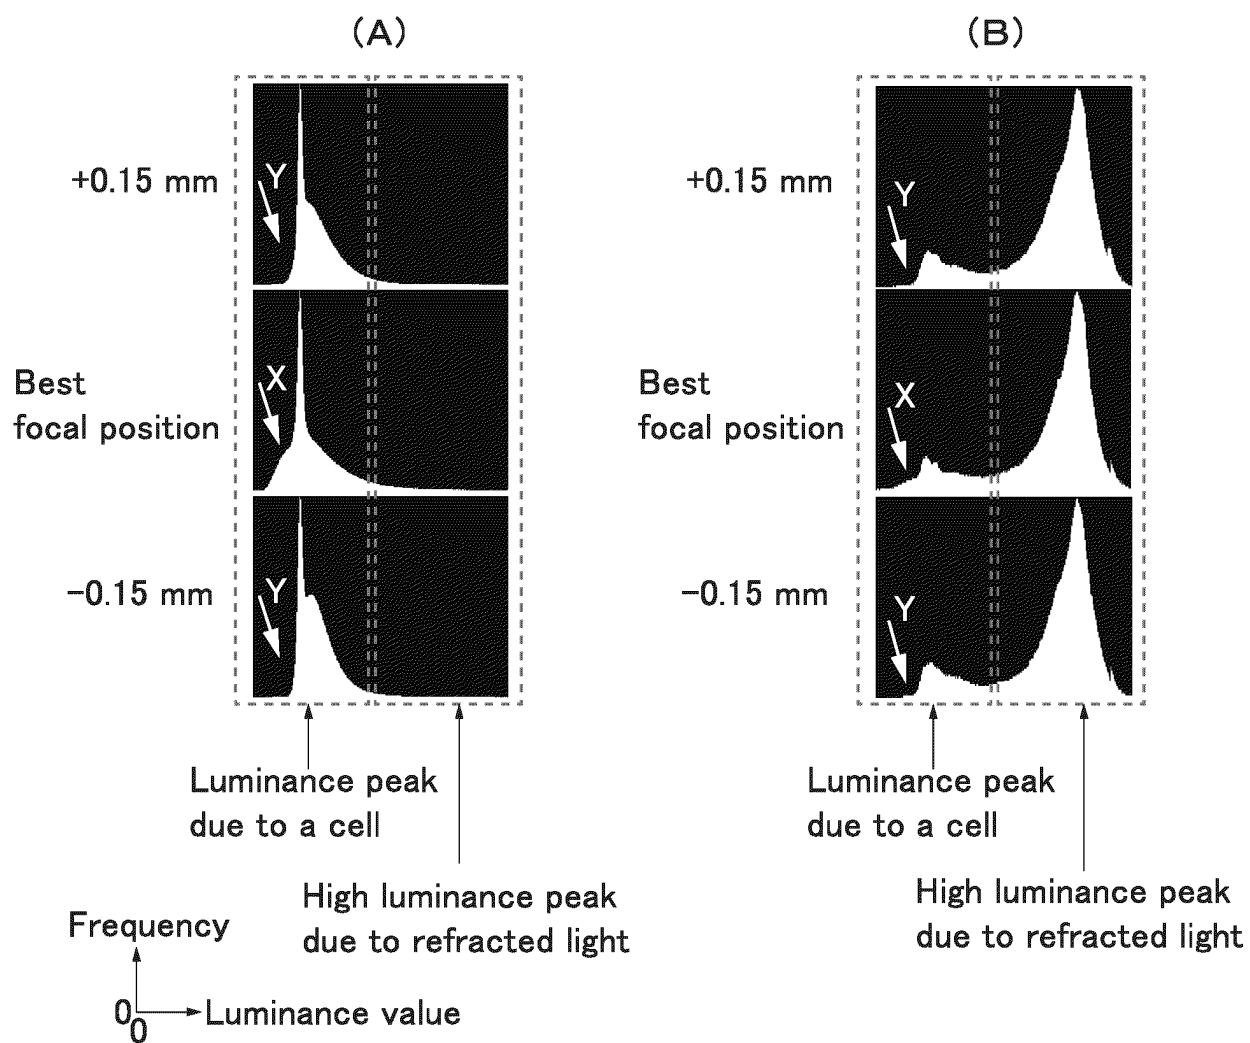 (A)
+0.15 mm
Y
Best
focal position
X
-0.15 mm
Y
Luminance peak
due to a cell
High luminance peak
due to refracted light
(B)
+0.15 mm
Y
Best
focal position
X
-0.15 mm
Y
Luminance peak
due to a cell
High luminance peak
due to refracted light
Frequency
0
0
Luminance value